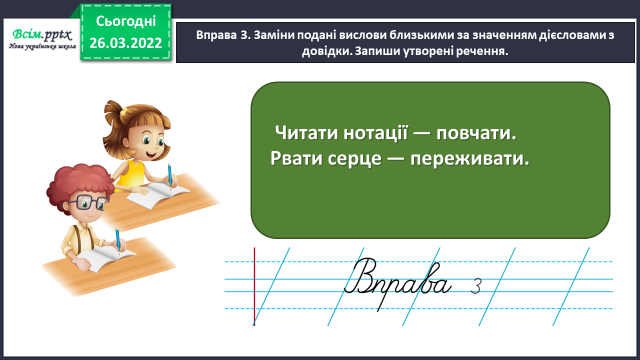 Всім.pptx
Нова українська школа
Сьогодні
26.03.2022
Вправа 3. Заміни подані вислови близькими за значенням дієсловами з
довідки. Запиши утворені речення.
Читати нотації — повчати.
Рвати серце — переживати.
Вправа 3